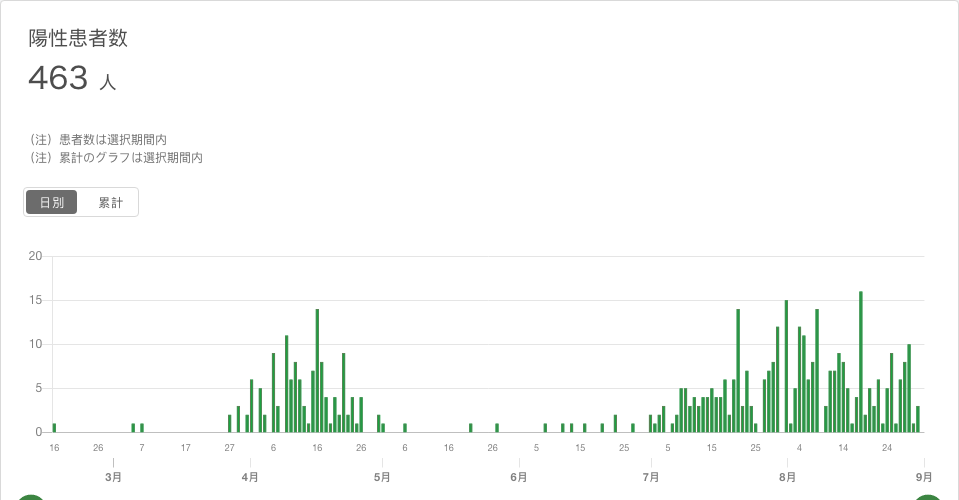 陽性患者数
463 人
（注）患者数は選択期間内
（注）累計のグラフは選択期間内
日別 累計
20
15
10
5
0
16 26 7 17 27 6 16 26 6 16 26 5 15 25 5 15 25 4 14 24
3月 4月 5月 6月 7月 8月 9月